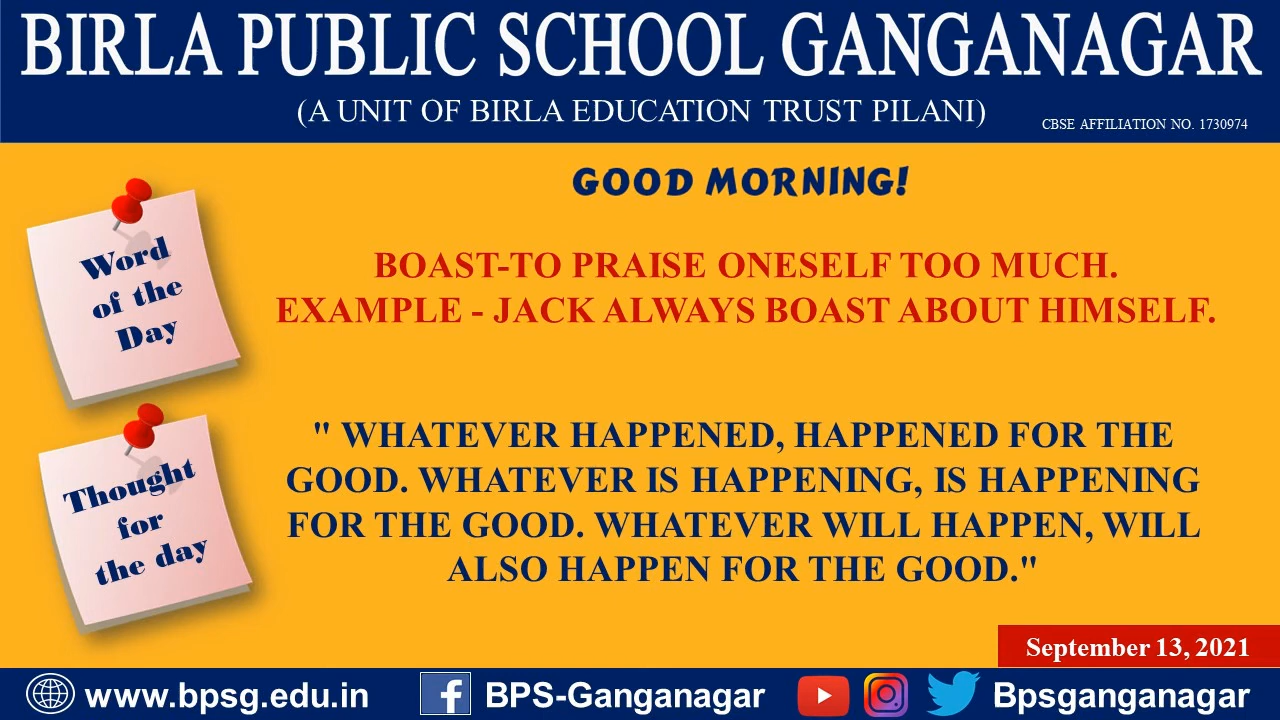 BIRLA PUBLIC SCHOOL GANGANAGAR
(A UNIT OF BIRLA EDUCATION TRUST PILANI)
CBSE AFFILIATION NO. 1730974
GOOD MORNING!
Word
of the
Day
BOAST-TO PRAISE ONESELF TOO MUCH.
EXAMPLE - JACK ALWAYS BOAST ABOUT HIMSELF.
Thought
for
the day
" WHATEVER HAPPENED, HAPPENED FOR THE
GOOD. WHATEVER IS HAPPENING, IS HAPPENING
FOR THE GOOD. WHATEVER WILL HAPPEN, WILL
ALSO HAPPEN FOR THE GOOD."
September 13, 2021
www.bpsg.edu.in f BPS-Ganganagar Bpsganganagar